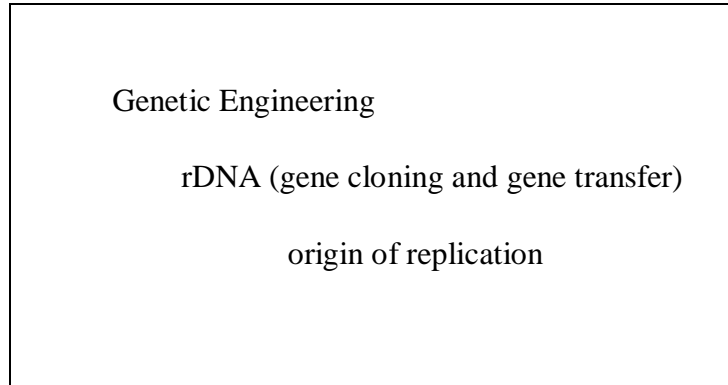 Genetic Engineering
rDNA (gene cloning and gene transfer)
origin of replication